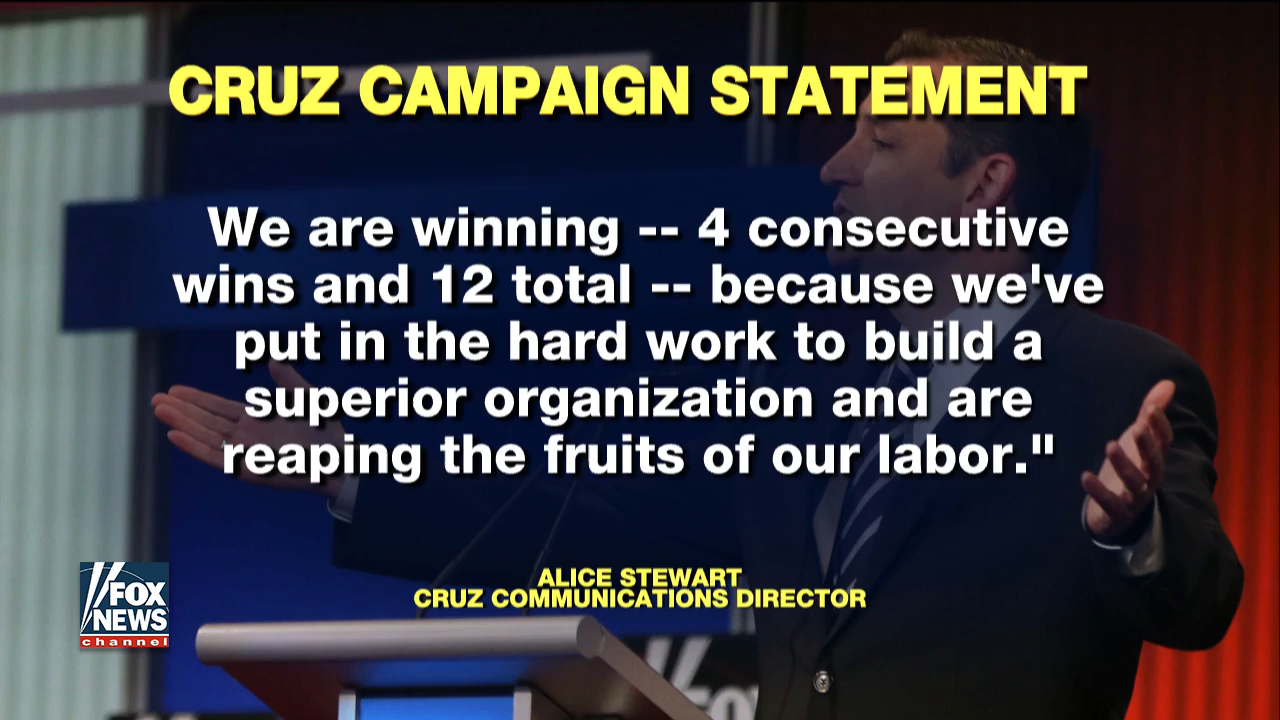 CRUZ CAMPAIGN STATEMENT
We are winning -- 4 consecutive
wins and 12 total -- because we've
put in the hard work to build a
superior organization and are
reaping the fruits of our labor."
ALICE STEWART
CRUZ COMMUNICATIONS DIRECTOR
FOX
NEWS
channel